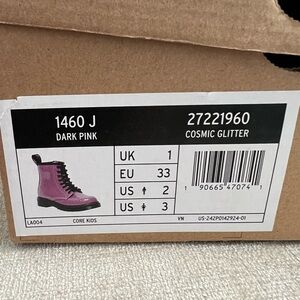 1460 J
DARK PINK
27221960
COSMIC GLITTER
UK 1
EU 33
US 2
US 3
1 90665 47074 1
LA004
CORE KIDS
VN
US-242P0142924-01